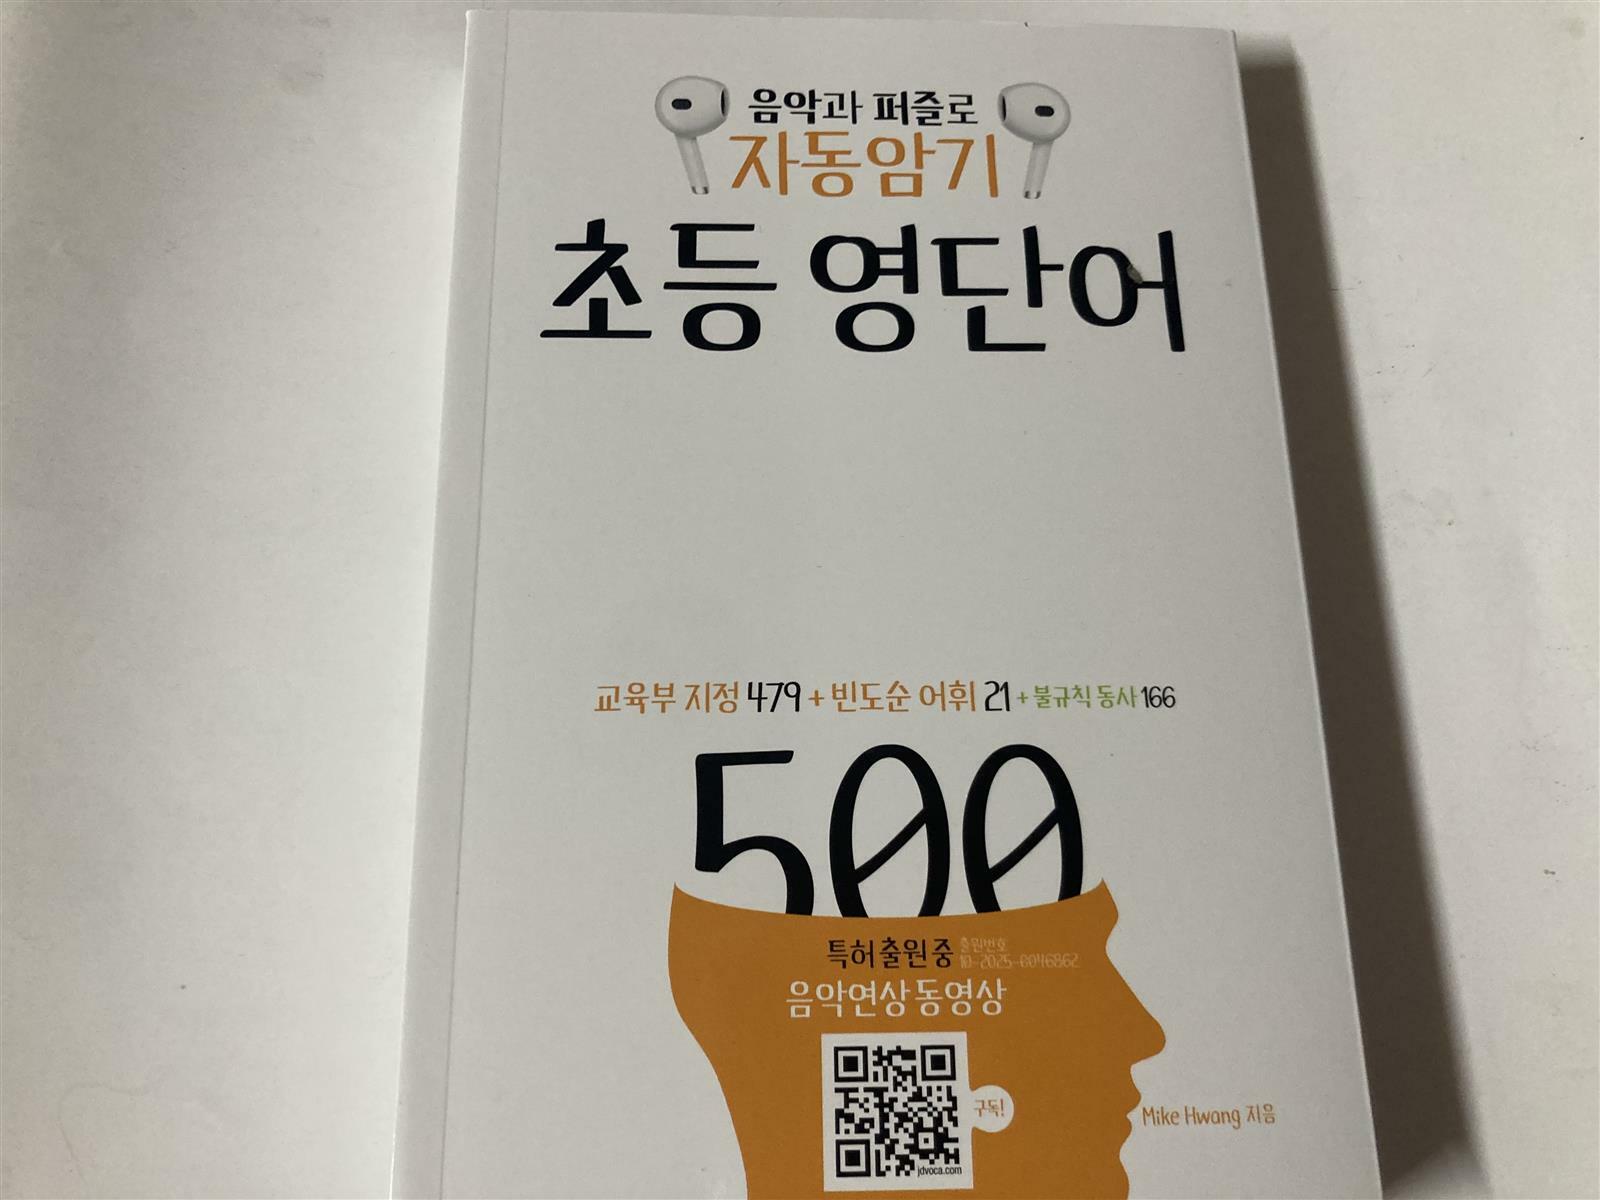 음악과 퍼즐로
자동암기
초등 영단어
교육부 지정 479 + 빈도순 어휘 21 + 불규칙 동사 166
500
특허출원중 출원번호
10-2025-0046862
음악연상 동영상
구독!
jdvoca.com
Mike Hwang 지음